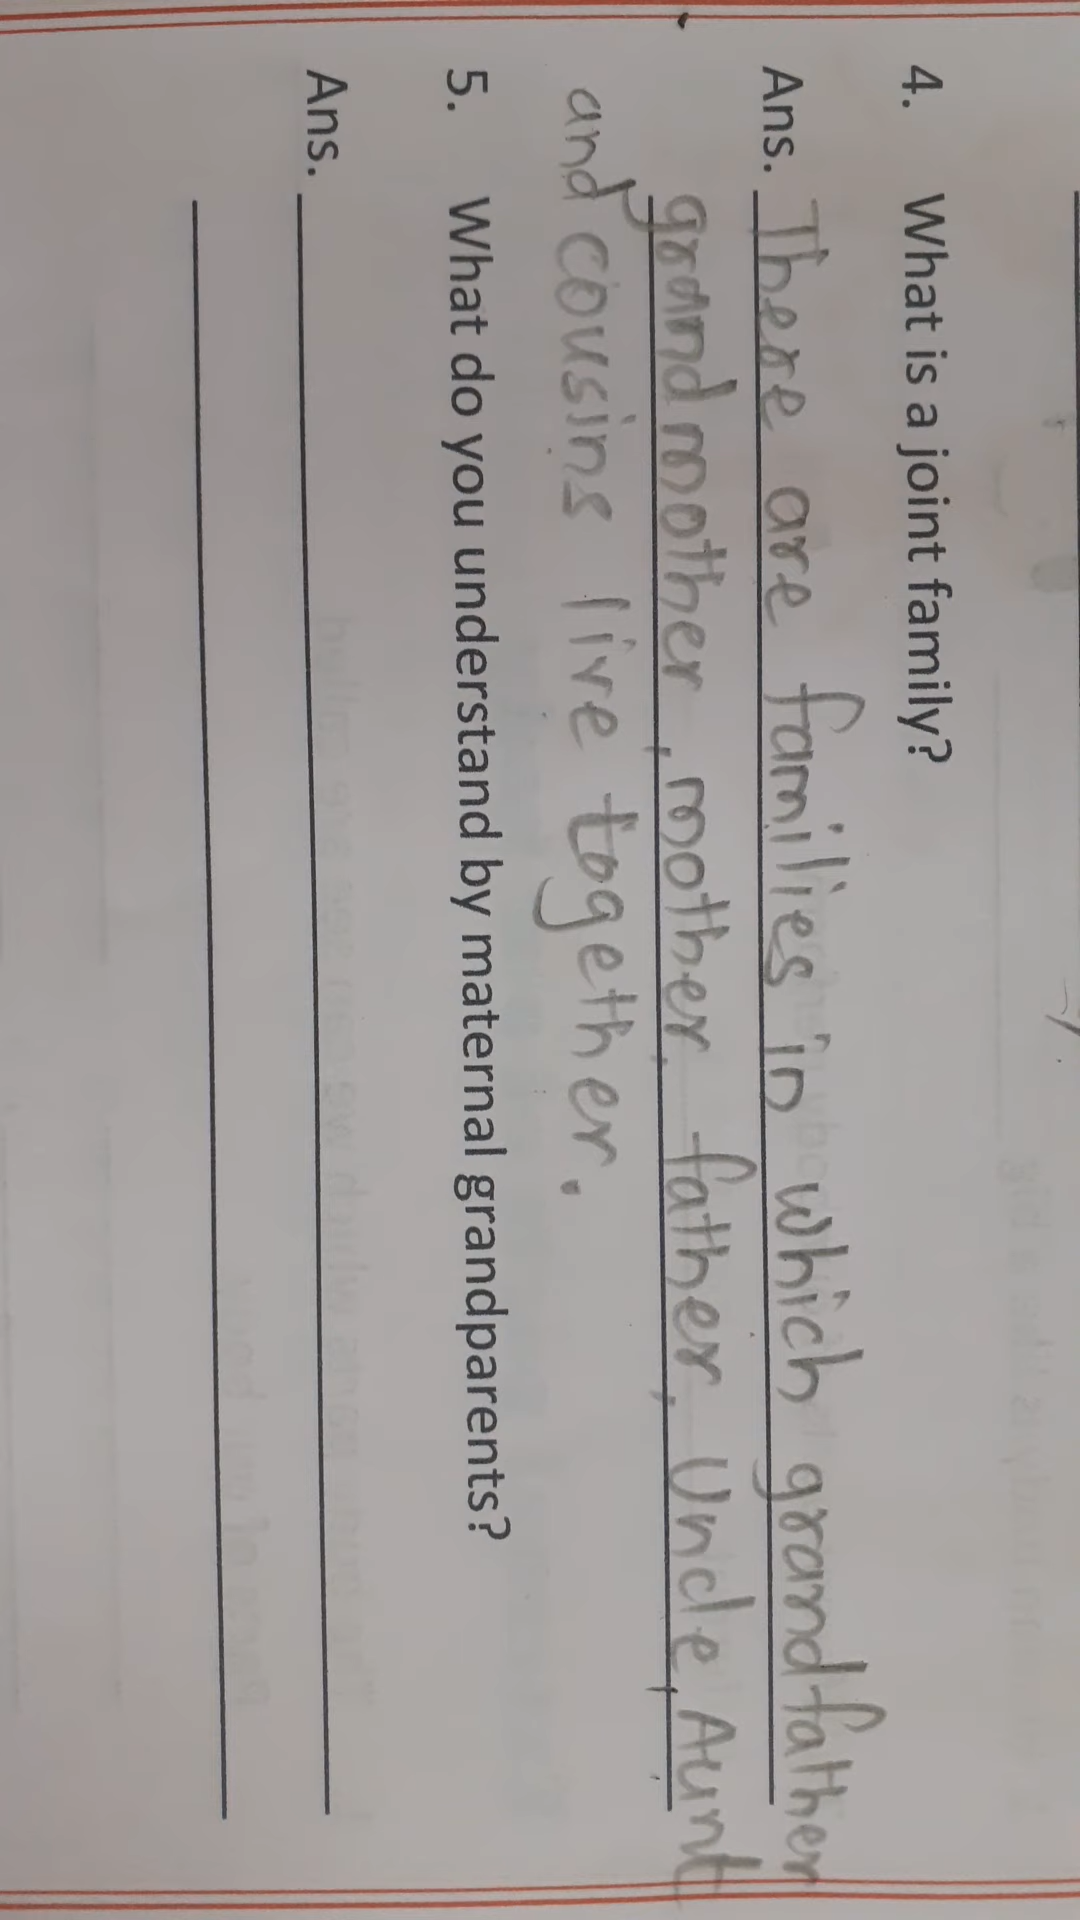 4. What is a joint family?
Ans. There are families in which grandfather
grandmother, mother, father, Uncle, Aunt
and cousins live together.
5. What do you understand by maternal grandparents?
Ans.